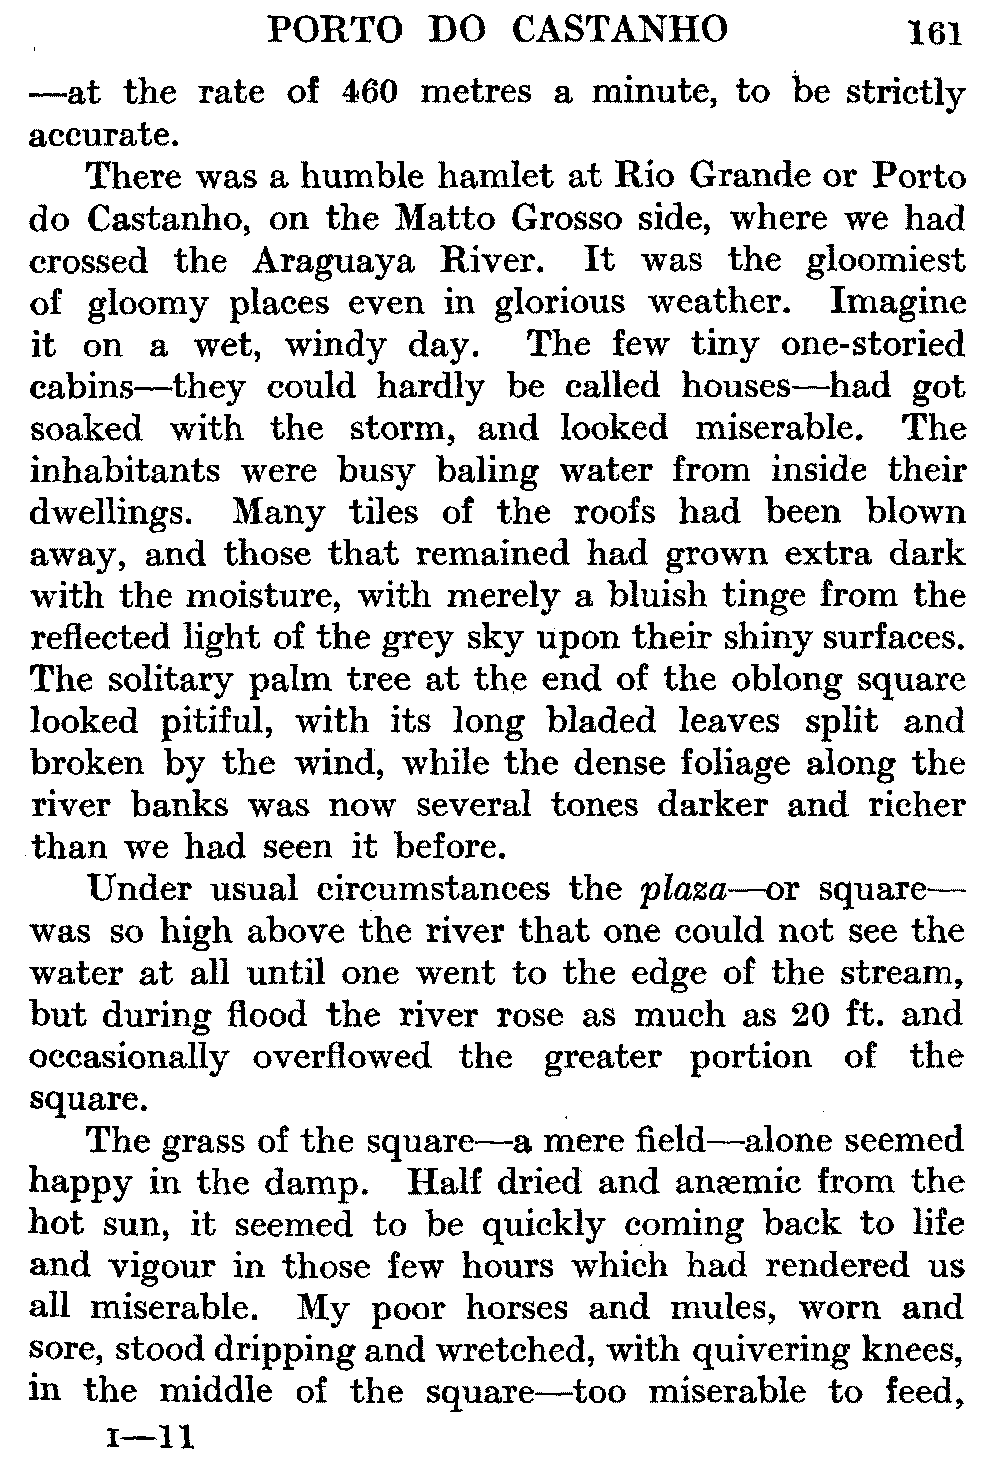 PORTO DO CASTANHO 161
—at the rate of 460 metres a minute, to be strictly
accurate.
There was a humble hamlet at Rio Grande or Porto
do Castanho, on the Matto Grosso side, where we had
crossed the Araguaya River. It was the gloomiest
of gloomy places even in glorious weather. Imagine
it on a wet, windy day. The few tiny one-storied
cabins—they could hardly be called houses—had got
soaked with the storm, and looked miserable. The
inhabitants were busy baling water from inside their
dwellings. Many tiles of the roofs had been blown
away, and those that remained had grown extra dark
with the moisture, with merely a bluish tinge from the
reflected light of the grey sky upon their shiny surfaces.
The solitary palm tree at the end of the oblong square
looked pitiful, with its long bladed leaves split and
broken by the wind, while the dense foliage along the
river banks was now several tones darker and richer
than we had seen it before.
Under usual circumstances the plaza—or square—
was so high above the river that one could not see the
water at all until one went to the edge of the stream,
but during flood the river rose as much as 20 ft. and
occasionally overflowed the greater portion of the
square.
The grass of the square—a mere field—alone seemed
happy in the damp. Half dried and anæmic from the
hot sun, it seemed to be quickly coming back to life
and vigour in those few hours which had rendered us
all miserable. My poor horses and mules, worn and
sore, stood dripping and wretched, with quivering knees,
in the middle of the square—too miserable to feed,
I—11